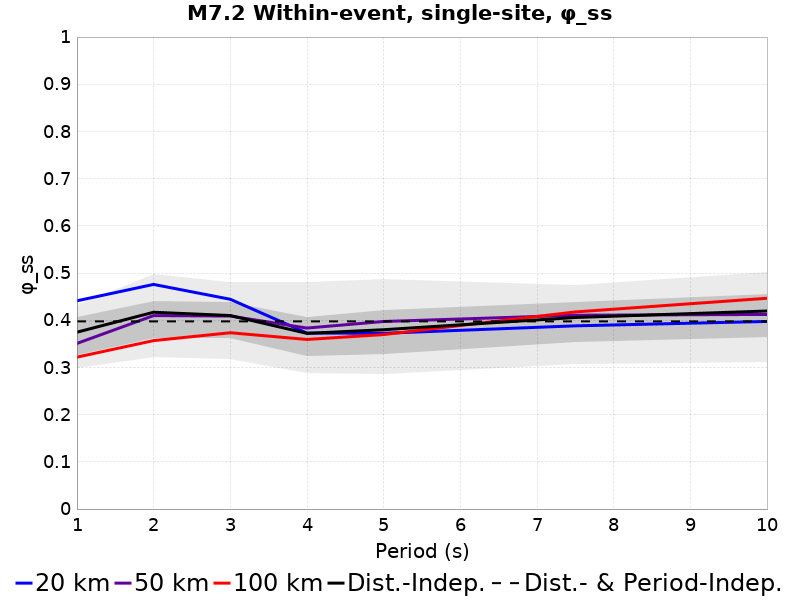 M7.2 Within-event, single-site, φ_ss
1
0.9
0.8
0.7
0.6
0.5
0.4
0.3
0.2
0.1
0
φ_ss
1 2 3 4 5 6 7 8 9 10
Period (s)
20 km 50 km 100 km Dist.-Indep. Dist.- & Period-Indep.